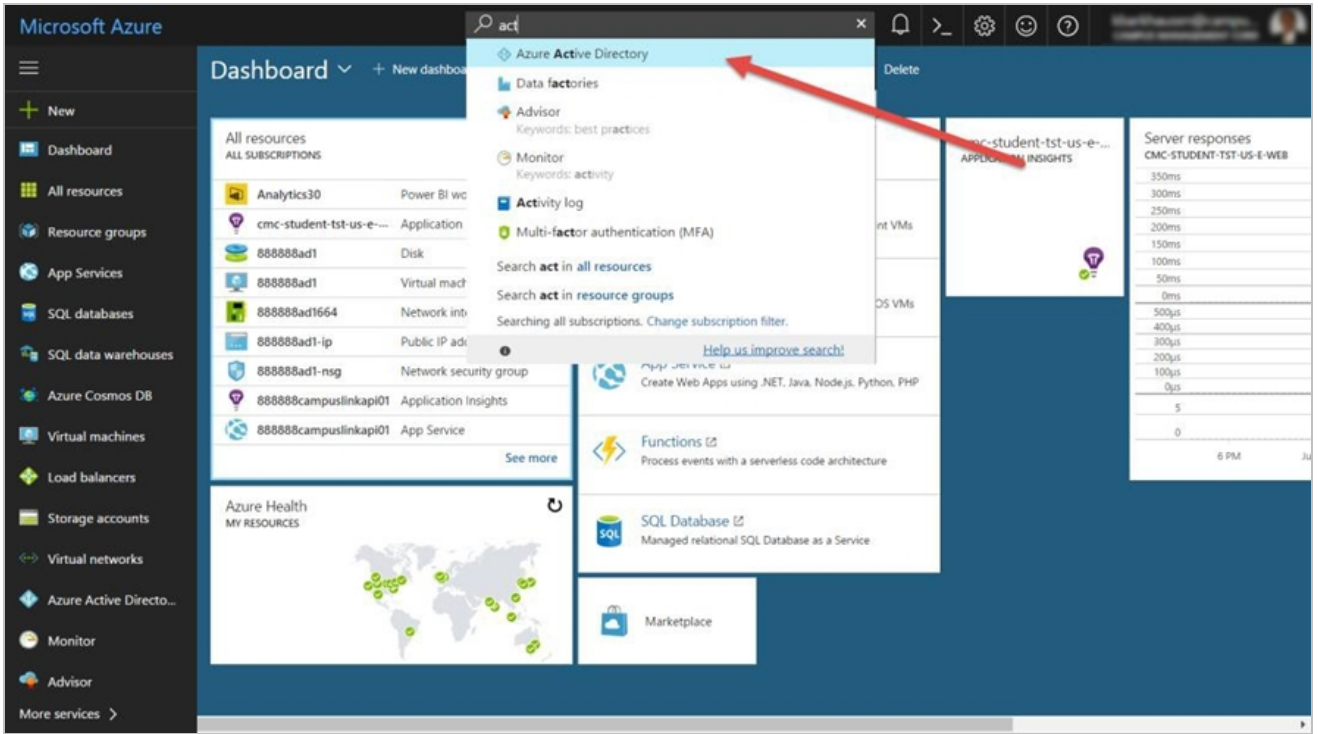 Microsoft Azure
act
Dashboard
New dashboa
Delete
New
Dashboard
All resources
Resource groups
App Services
SQL databases
SQL data warehouses
Azure Cosmos DB
Virtual machines
Load balancers
Storage accounts
Virtual networks
Azure Active Directo...
Monitor
Advisor
More services
Azure Active Directory
Data factories
Advisor
Keywords: best practices
Monitor
Keywords: activity
Activity log
Multi-factor authentication (MFA)
Search act in all resources
Search act in resource groups
Searching all subscriptions. Change subscription filter.
Help us improve search!
All resources
ALL SUBSCRIPTIONS
Analytics30 Power BI wo
cmc-student-tst-us-e-... Application
888888ad1 Disk
888888ad1 Virtual mach
888888ad1664 Network inte
888888ad1-ip Public IP add
888888ad1-nsg Network security group
888888campuslinkapi01 Application Insights
888888campuslinkapi01 App Service
See more
Azure Health
MY RESOURCES
nt VMs
OS VMs
App Service
Create Web Apps using .NET, Java, Node.js, Python, PHP
Functions
Process events with a serverless code architecture
SQL
SQL Database
Managed relational SQL Database as a Service
Marketplace
cmc-student-tst-us-e-...
APPLICATION INSIGHTS
Server responses
CMC-STUDENT-TST-US-E-WEB
350ms
300ms
250ms
200ms
150ms
100ms
50ms
0ms
500µs
400µs
300µs
200µs
100µs
0µs
5
0
6 PM Ju